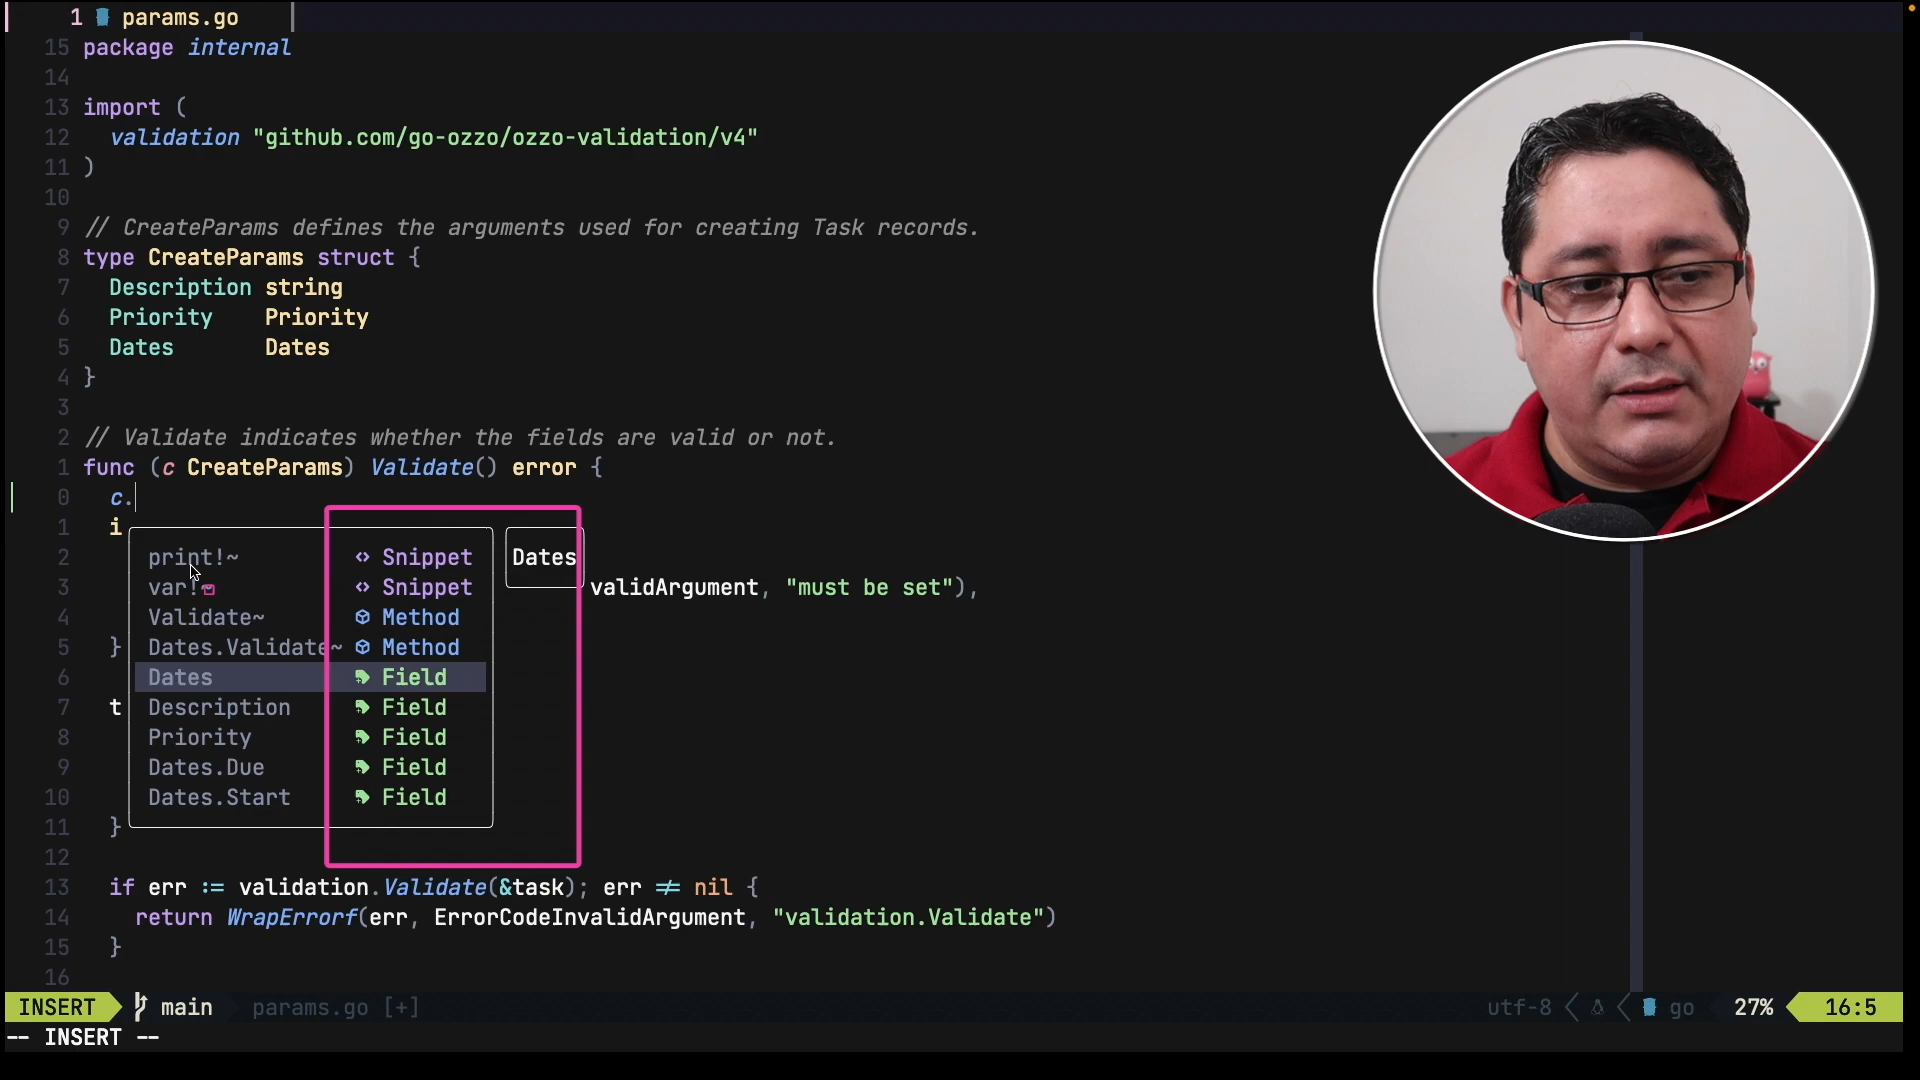 1 params.go
15 package internal
14
13 import (
12 validation "github.com/go-ozzo/ozzo-validation/v4"
11 )
10
9 // CreateParams defines the arguments used for creating Task records.
8 type CreateParams struct {
7 Description string
6 Priority Priority
5 Dates Dates
4 }
3
2 // Validate indicates whether the fields are valid or not.
1 func (c CreateParams) Validate() error {
0 c.
1 i
2 print!~ <> Snippet Dates
3 var!~ <> Snippet validArgument, "must be set"),
4 Validate~ Method
5 } Dates.Validate~ Method
6 Dates Field
7 t Description Field
8 Priority Field
9 Dates.Due Field
10 Dates.Start Field
11 }
12
13 if err := validation.Validate(&task); err ≠ nil {
14 return WrapErrorf(err, ErrorCodeInvalidArgument, "validation.Validate")
15 }
16
INSERT main params.go [+] utf-8 go 27% 16:5
-- INSERT --